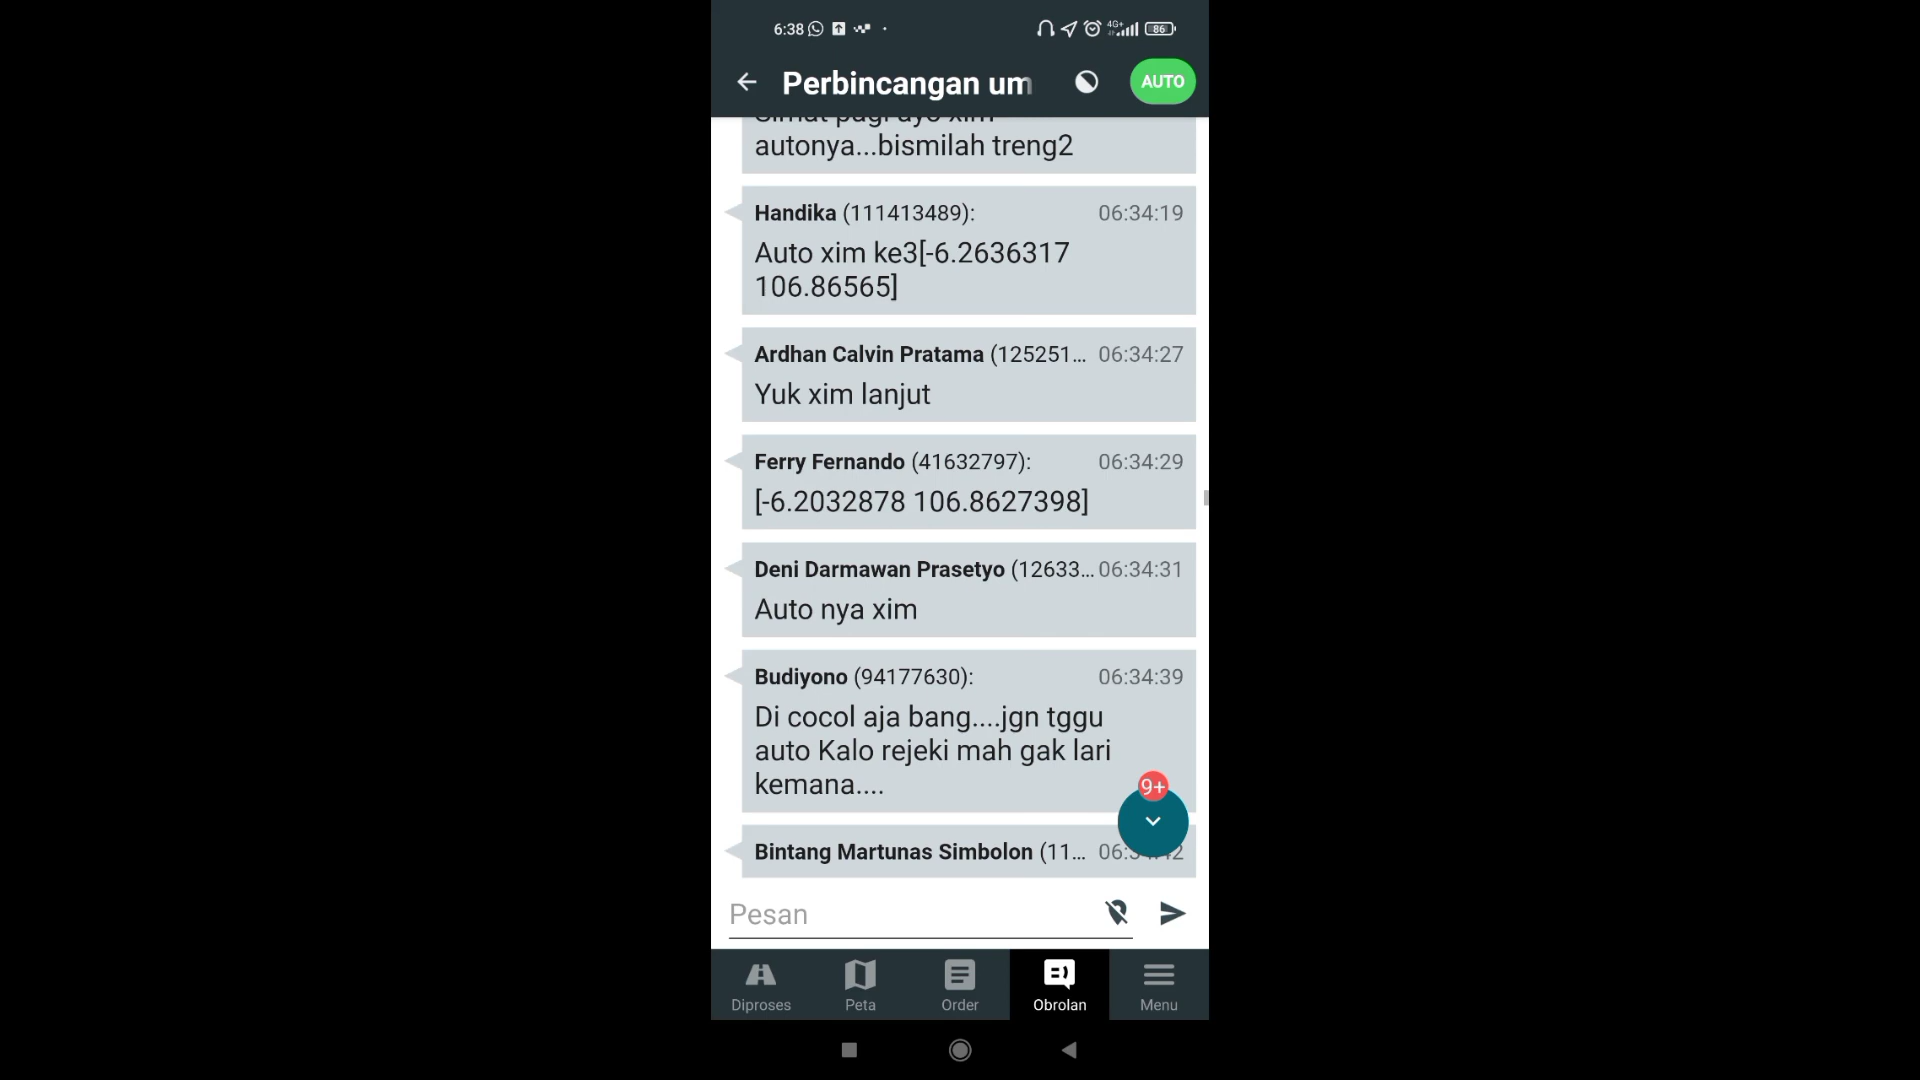 6:38
4G+
86
Perbincangan um
AUTO
autonya...bismilah treng2
Handika (111413489): 06:34:19
Auto xim ke3[-6.2636317
106.86565]
Ardhan Calvin Pratama (125251... 06:34:27
Yuk xim lanjut
Ferry Fernando (41632797): 06:34:29
[-6.2032878 106.8627398]
Deni Darmawan Prasetyo (12633... 06:34:31
Auto nya xim
Budiyono (94177630): 06:34:39
Di cocol aja bang....jgn tggu
auto Kalo rejeki mah gak lari
kemana....
9+
Bintang Martunas Simbolon (11...
Pesan
Diproses Peta Order Obrolan Menu